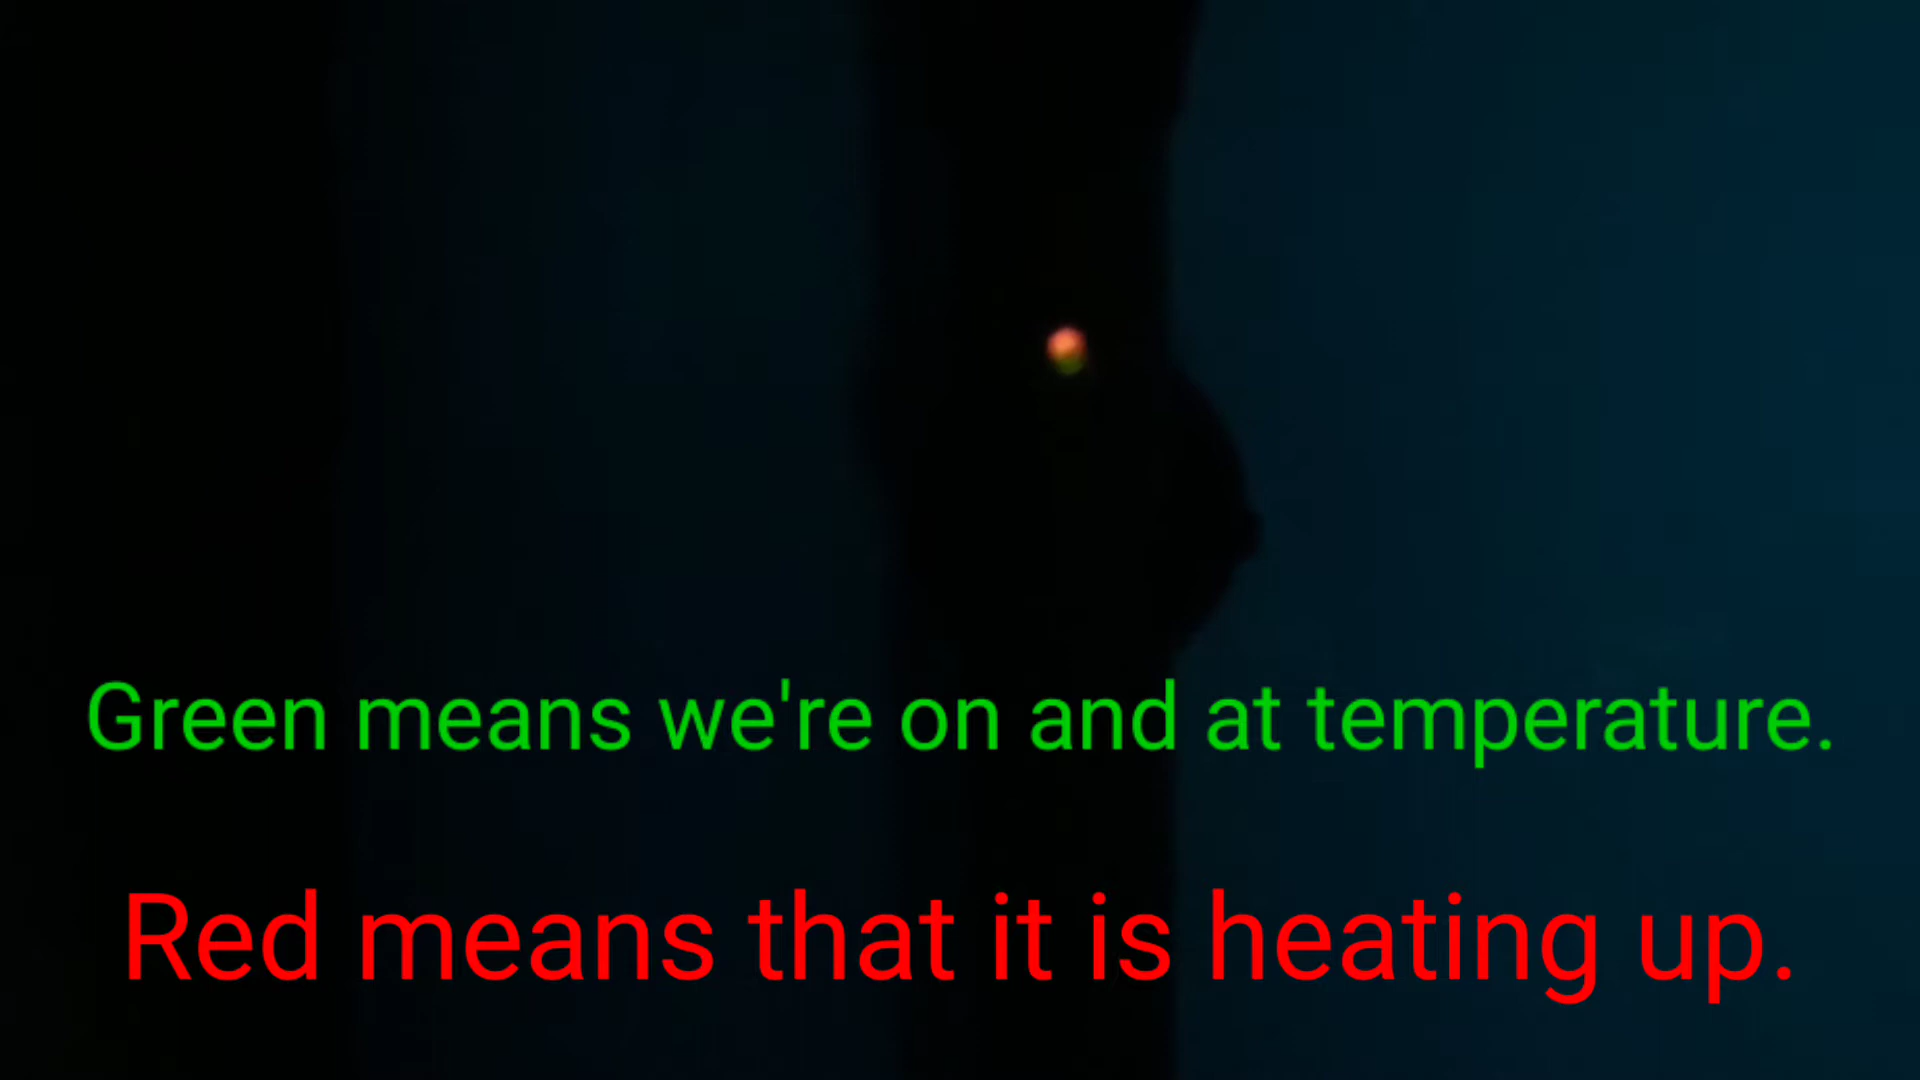 Green means we're on and at temperature.
Red means that it is heating up.